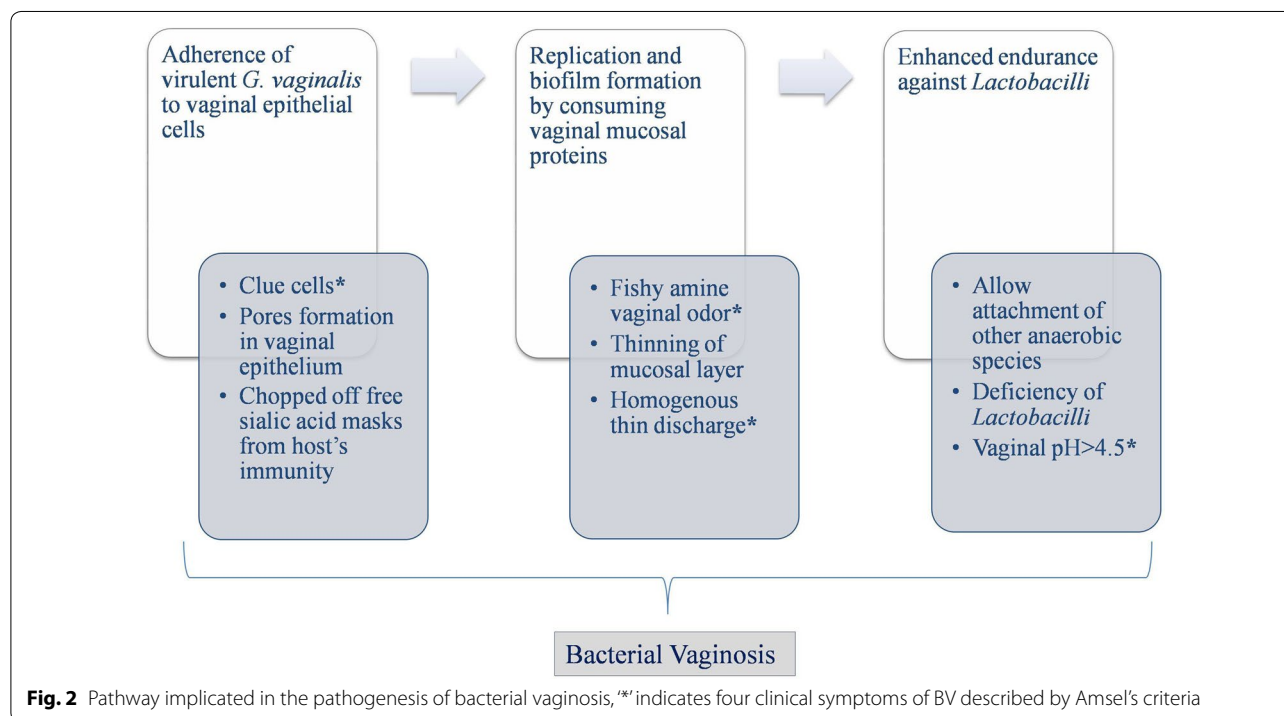 Adherence of
virulent G. vaginalis
to vaginal epithelial
cells
• Clue cells*
• Pores formation
in vaginal
epithelium
• Chopped off free
sialic acid masks
from host's
immunity
Replication and
biofilm formation
by consuming
vaginal mucosal
proteins
• Fishy amine
vaginal odor*
• Thinning of
mucosal layer
• Homogenous
thin discharge*
Enhanced endurance
against Lactobacilli
• Allow
attachment of
other anaerobic
species
• Deficiency of
Lactobacilli
• Vaginal pH>4.5*
Bacterial Vaginosis
Fig. 2 Pathway implicated in the pathogenesis of bacterial vaginosis, ‘*’ indicates four clinical symptoms of BV described by Amsel’s criteria